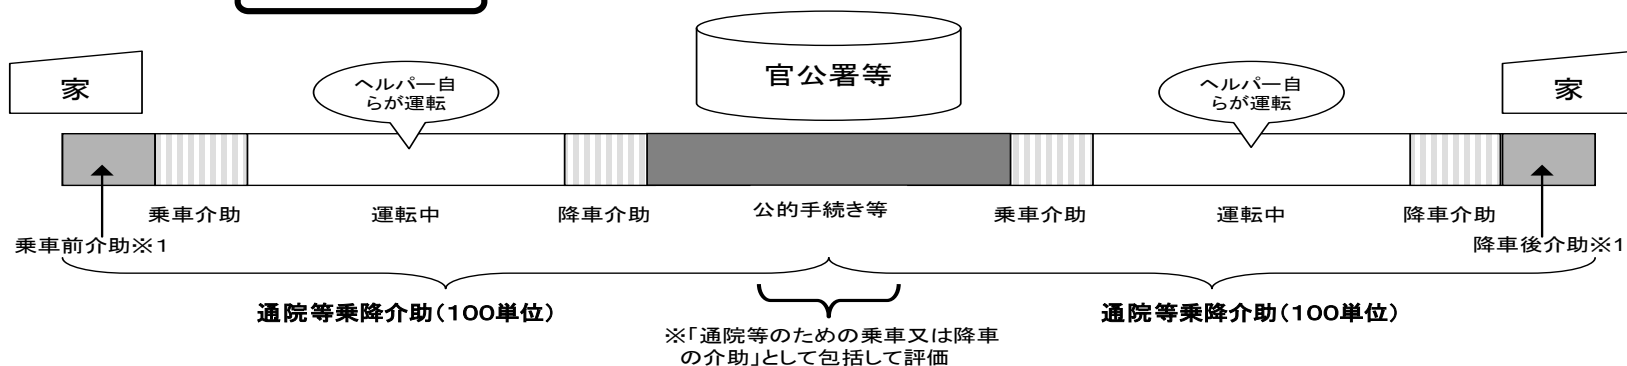 家
ヘルパー自
らが運転
官公署等
ヘルパー自
らが運転
家
乗車介助
運転中
降車介助
公的手続き等
乗車介助
運転中
降車介助
乗車前介助※1
降車後介助※1
通院等乗降介助（100単位）
通院等乗降介助（100単位）
※「通院等のための乗車又は降車
の介助」として包括して評価